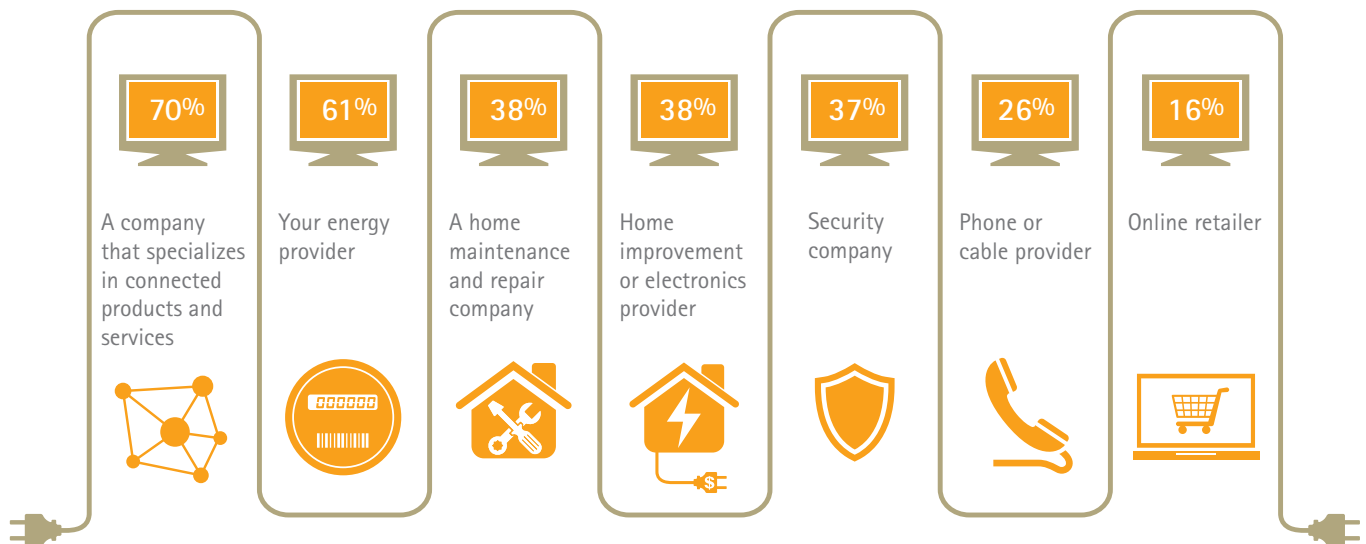 70%
61%
38%
38%
37%
26%
16%
A company
that specializes
in connected
products and
services
Your energy
provider
A home
maintenance
and repair
company
Home
improvement
or electronics
provider
Security
company
Phone or
cable provider
Online retailer
000000
$